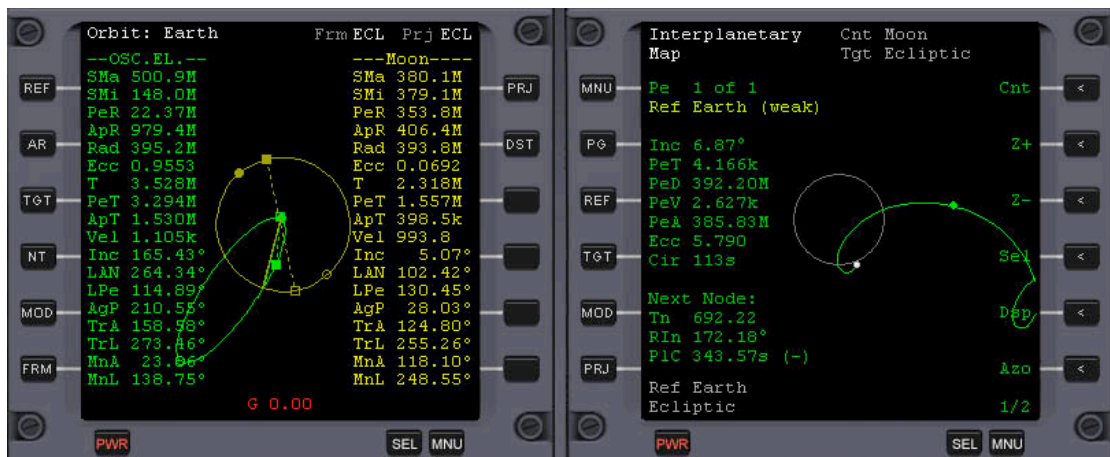 Orbit: Earth Frm ECL Prj ECL
--OSC.EL.-- ---Moon----
SMa 500.9M SMa 380.1M
SMi 148.0M SMi 379.1M
PeR 22.37M PeR 353.8M
ApR 979.4M ApR 406.4M
Rad 395.2M Rad 393.8M
Ecc 0.9553 Ecc 0.0692
T 3.528M T 2.318M
PeT 3.294M PeT 1.557M
ApT 1.530M ApT 398.5k
Vel 1.105k Vel 993.8
Inc 165.43° Inc 5.07°
LAN 264.34° LAN 102.42°
LPe 114.89° LPe 130.45°
AgP 210.55° AgP 28.03°
TrA 158.58° TrA 124.80°
TrL 273.46° TrL 255.26°
MnA 23.86° MnA 118.10°
MnL 138.75° MnL 248.55°
G 0.00
REF
AR
TGT
NT
MOD
FRM
PRJ
DST
PWR SEL MNU
Interplanetary Cnt Moon
Map Tgt Ecliptic
Pe 1 of 1 Cnt
Ref Earth (weak)
Inc 6.87° Z+
PeT 4.166k
PeD 392.20M
PeV 2.627k Z-
PeA 385.83M
Ecc 5.790
Cir 113s Sel
Next Node:
Tn 692.22 Dsp
RIn 172.18°
PlC 343.57s (-)
Azo
Ref Earth
Ecliptic 1/2
MNU <
PG <
REF <
TGT <
MOD <
PRJ <
PWR SEL MNU